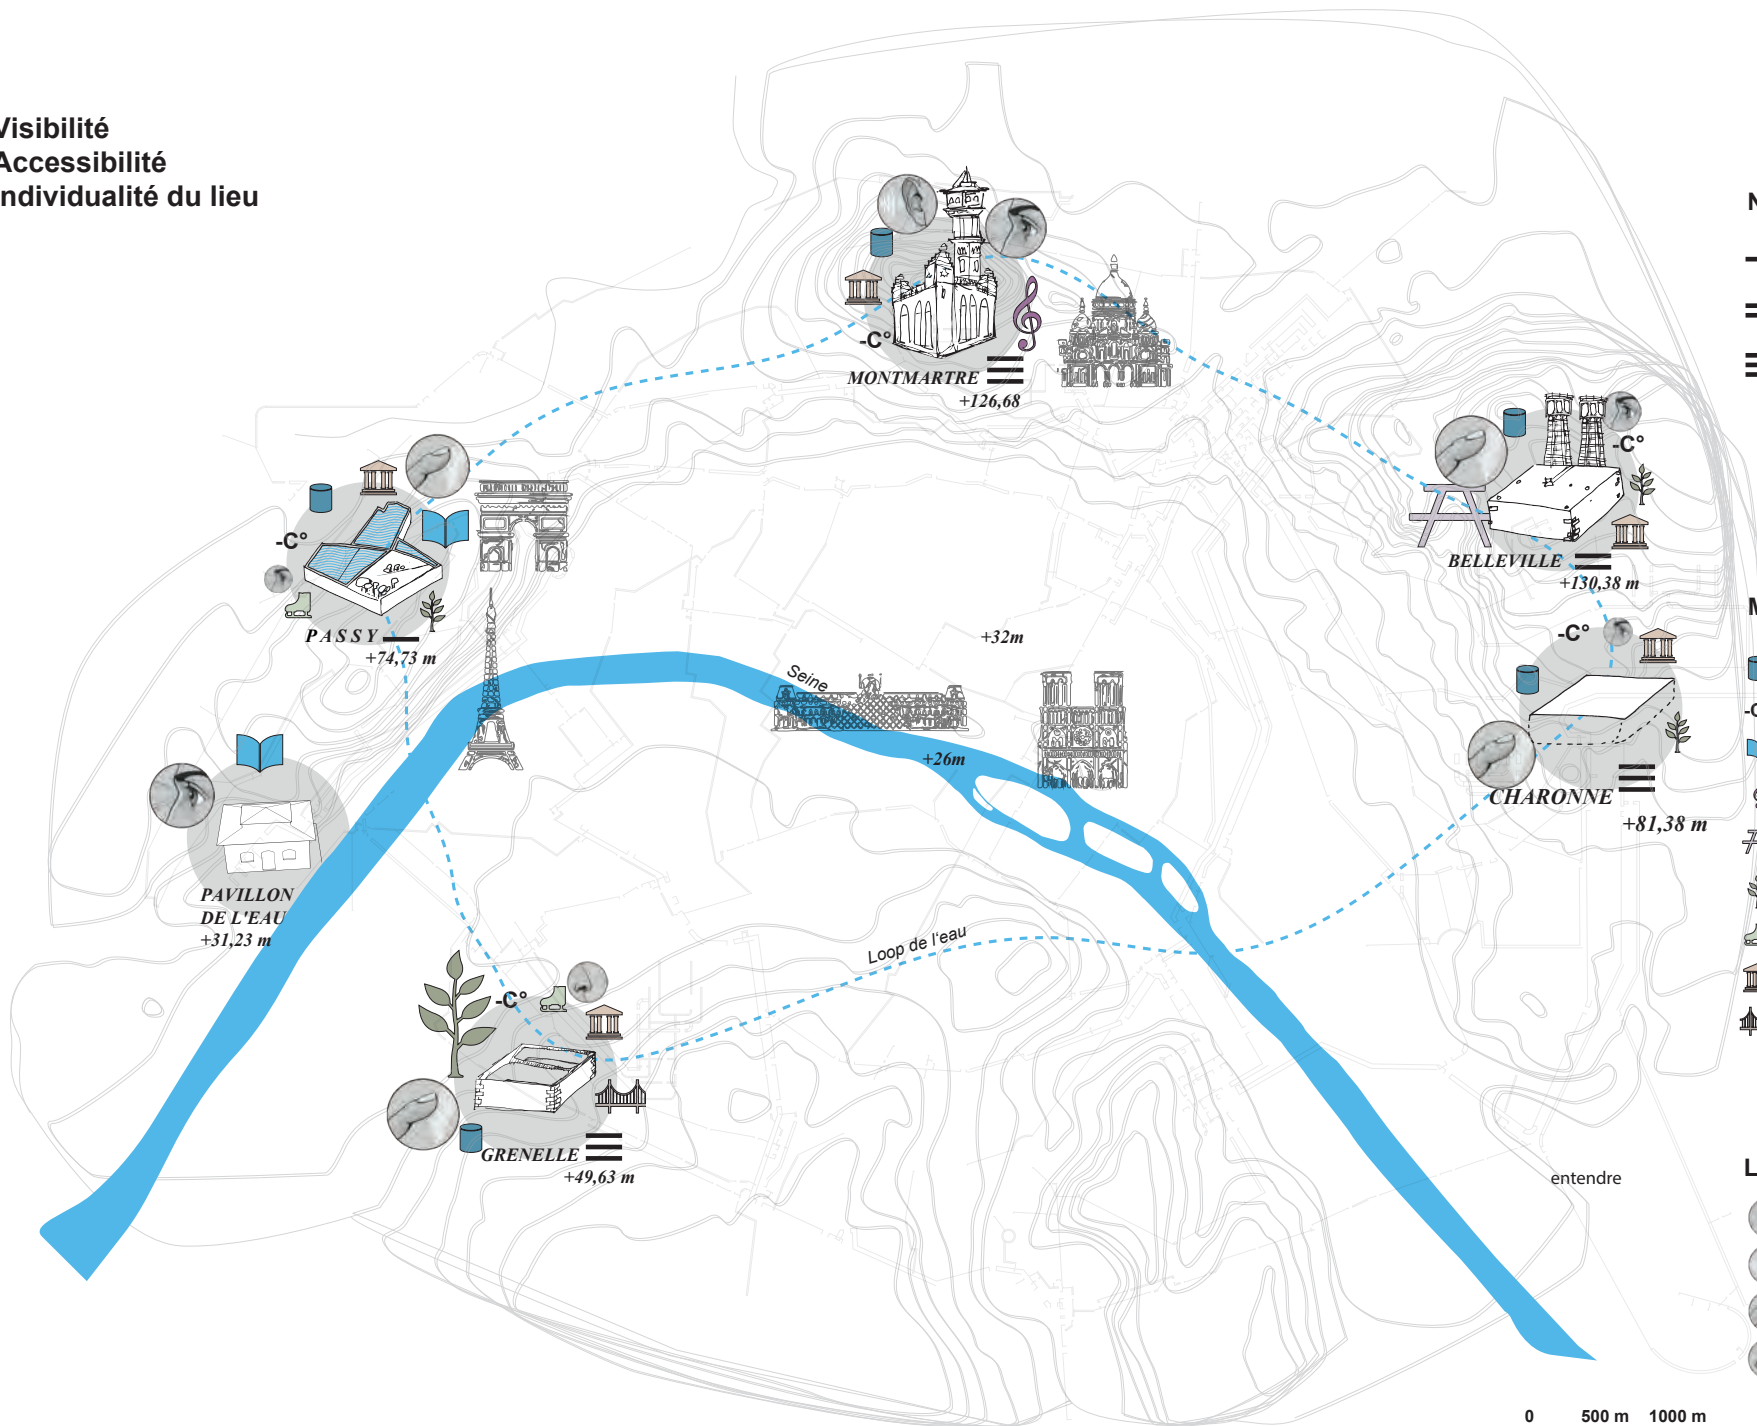 Visibilité
Accessibilité
Individualité du lieu
N
-C°
MONTMARTRE
+126,68
-C°
BELLEVILLE
+130,38 m
-C°
PASSY
+74,73 m
-C°
CHARONNE
+81,38 m
M
+32m
Seine
+26m
PAVILLON
DE L'EAU
+31,23 m
Loop de l'eau
-C°
GRENELLE
+49,63 m
entendre
L
0 500 m 1000 m